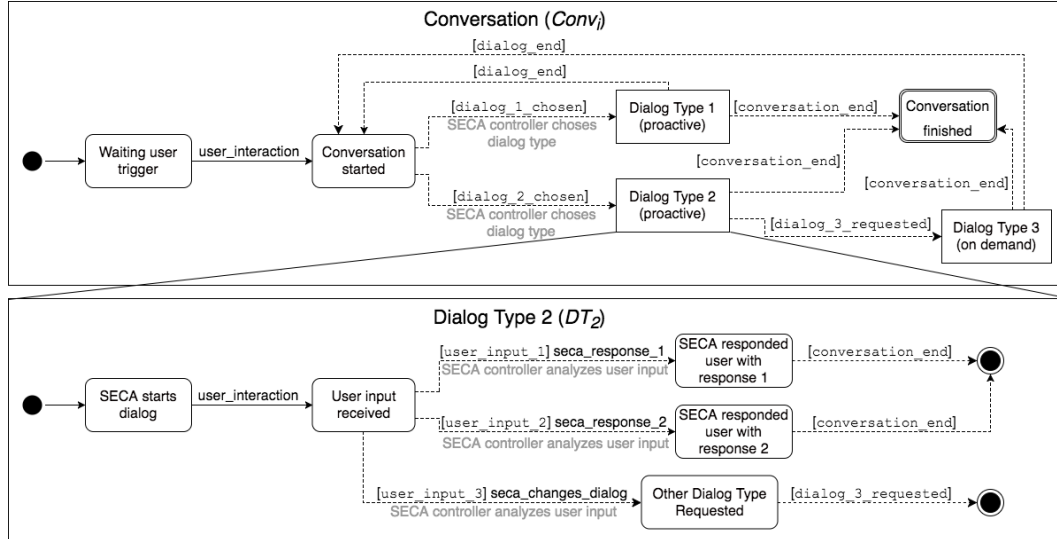 Conversation (Convᵢ)
[dialog_end]
[dialog_end]
[dialog_1_chosen]
SECA controller choses
dialog type
Dialog Type 1
(proactive)
[conversation_end]
Conversation
finished
Waiting user
trigger
user_interaction
Conversation
started
[conversation_end]
[conversation_end]
[dialog_2_chosen]
SECA controller choses
dialog type
Dialog Type 2
(proactive)
[dialog_3_requested]
Dialog Type 3
(on demand)
Dialog Type 2 (DT₂)
[user_input_1] seca_response_1
SECA controller analyzes user input
SECA responded
user with
response 1
[conversation_end]
SECA starts
dialog
user_interaction
User input
received
[user_input_2] seca_response_2
SECA controller analyzes user input
SECA responded
user with
response 2
[conversation_end]
[user_input_3] seca_changes_dialog
SECA controller analyzes user input
Other Dialog Type
Requested
[dialog_3_requested]